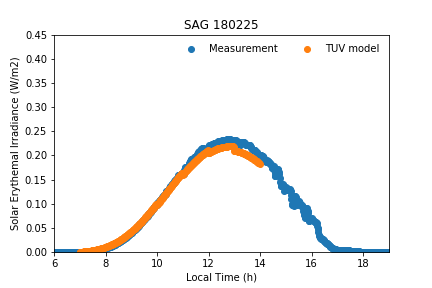 SAG 180225
Measurement TUV model
Solar Erythemal Irradiance (W/m2)
0.45
0.40
0.35
0.30
0.25
0.20
0.15
0.10
0.05
0.00
6 8 10 12 14 16 18
Local Time (h)